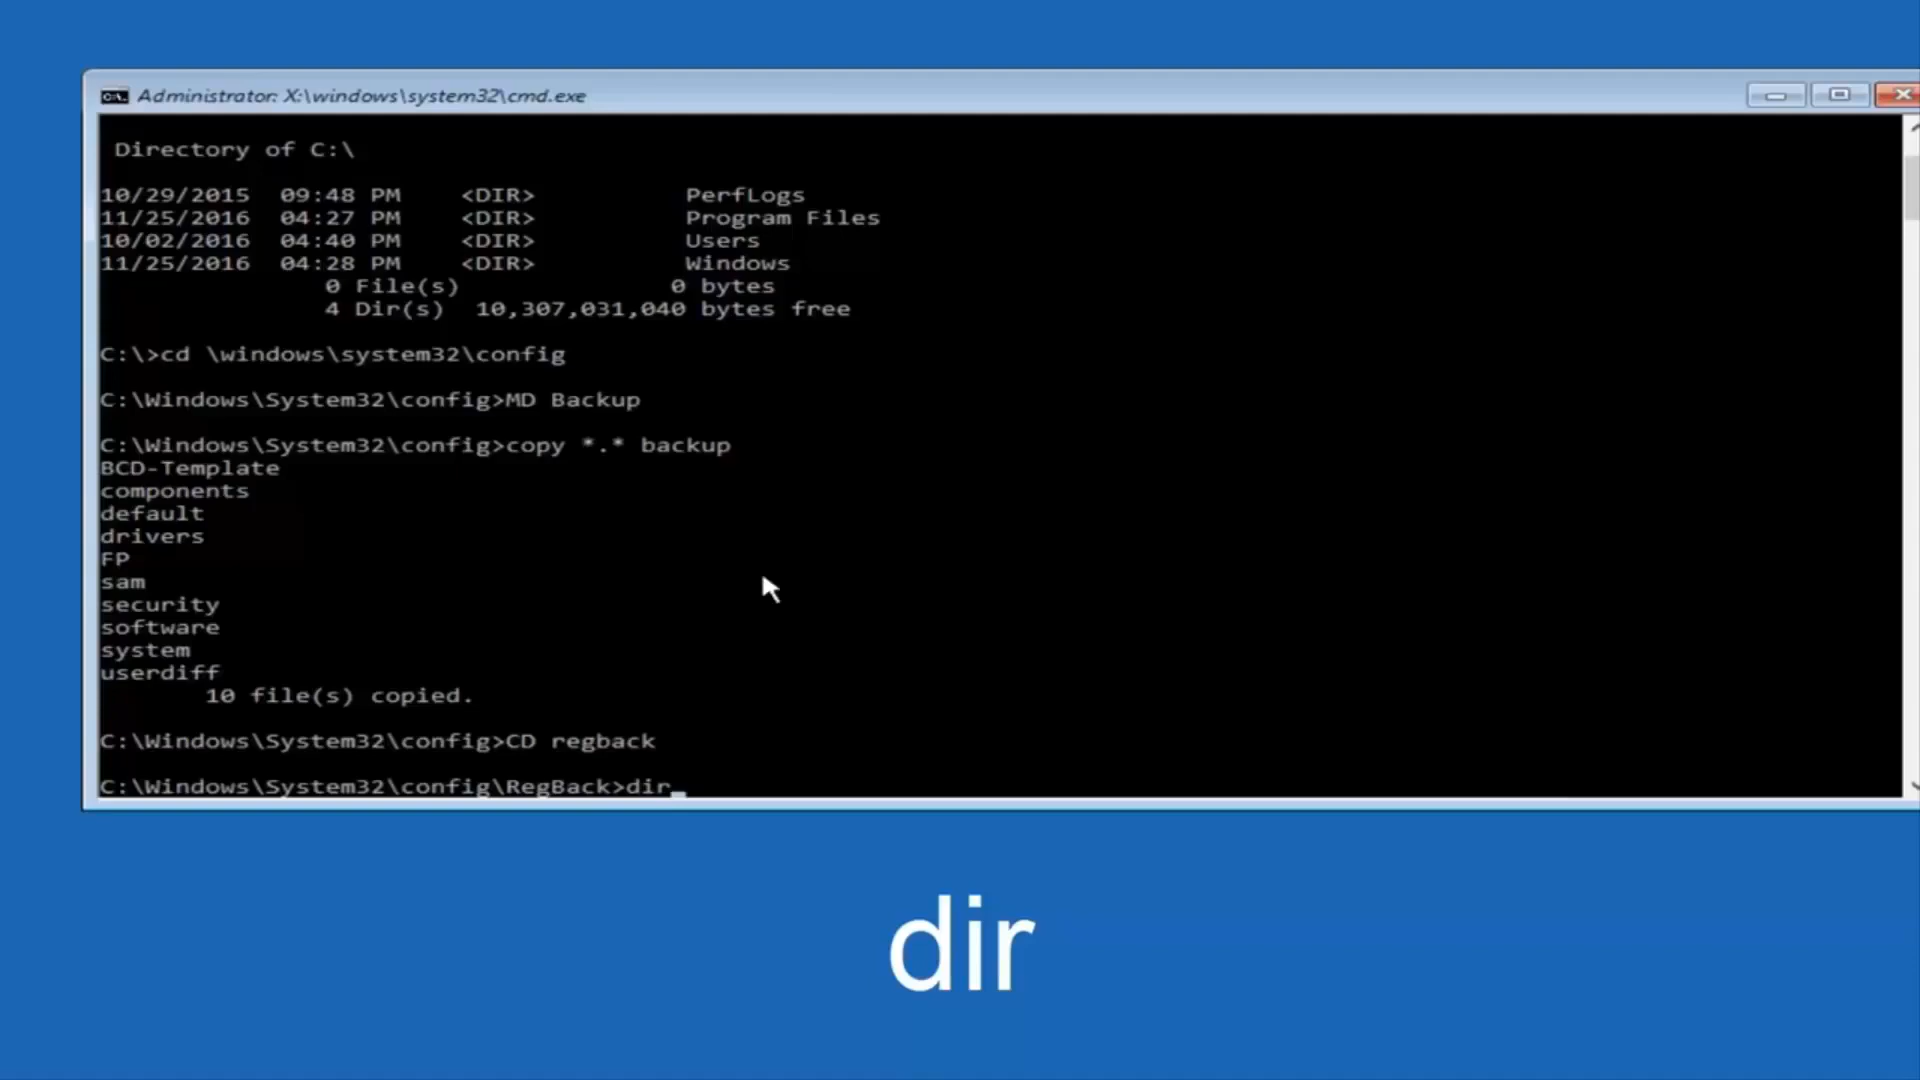 Administrator: X:\windows\system32\cmd.exe
Directory of C:\
10/29/2015 09:48 PM <DIR> PerfLogs
11/25/2016 04:27 PM <DIR> Program Files
10/02/2016 04:40 PM <DIR> Users
11/25/2016 04:28 PM <DIR> Windows
0 File(s) 0 bytes
4 Dir(s) 10,307,031,040 bytes free
C:\>cd \windows\system32\config
C:\Windows\System32\config>MD Backup
C:\Windows\System32\config>copy *.* backup
BCD-Template
components
default
drivers
FP
sam
security
software
system
userdiff
10 file(s) copied.
C:\Windows\System32\config>CD regback
C:\Windows\System32\config\RegBack>dir_
dir